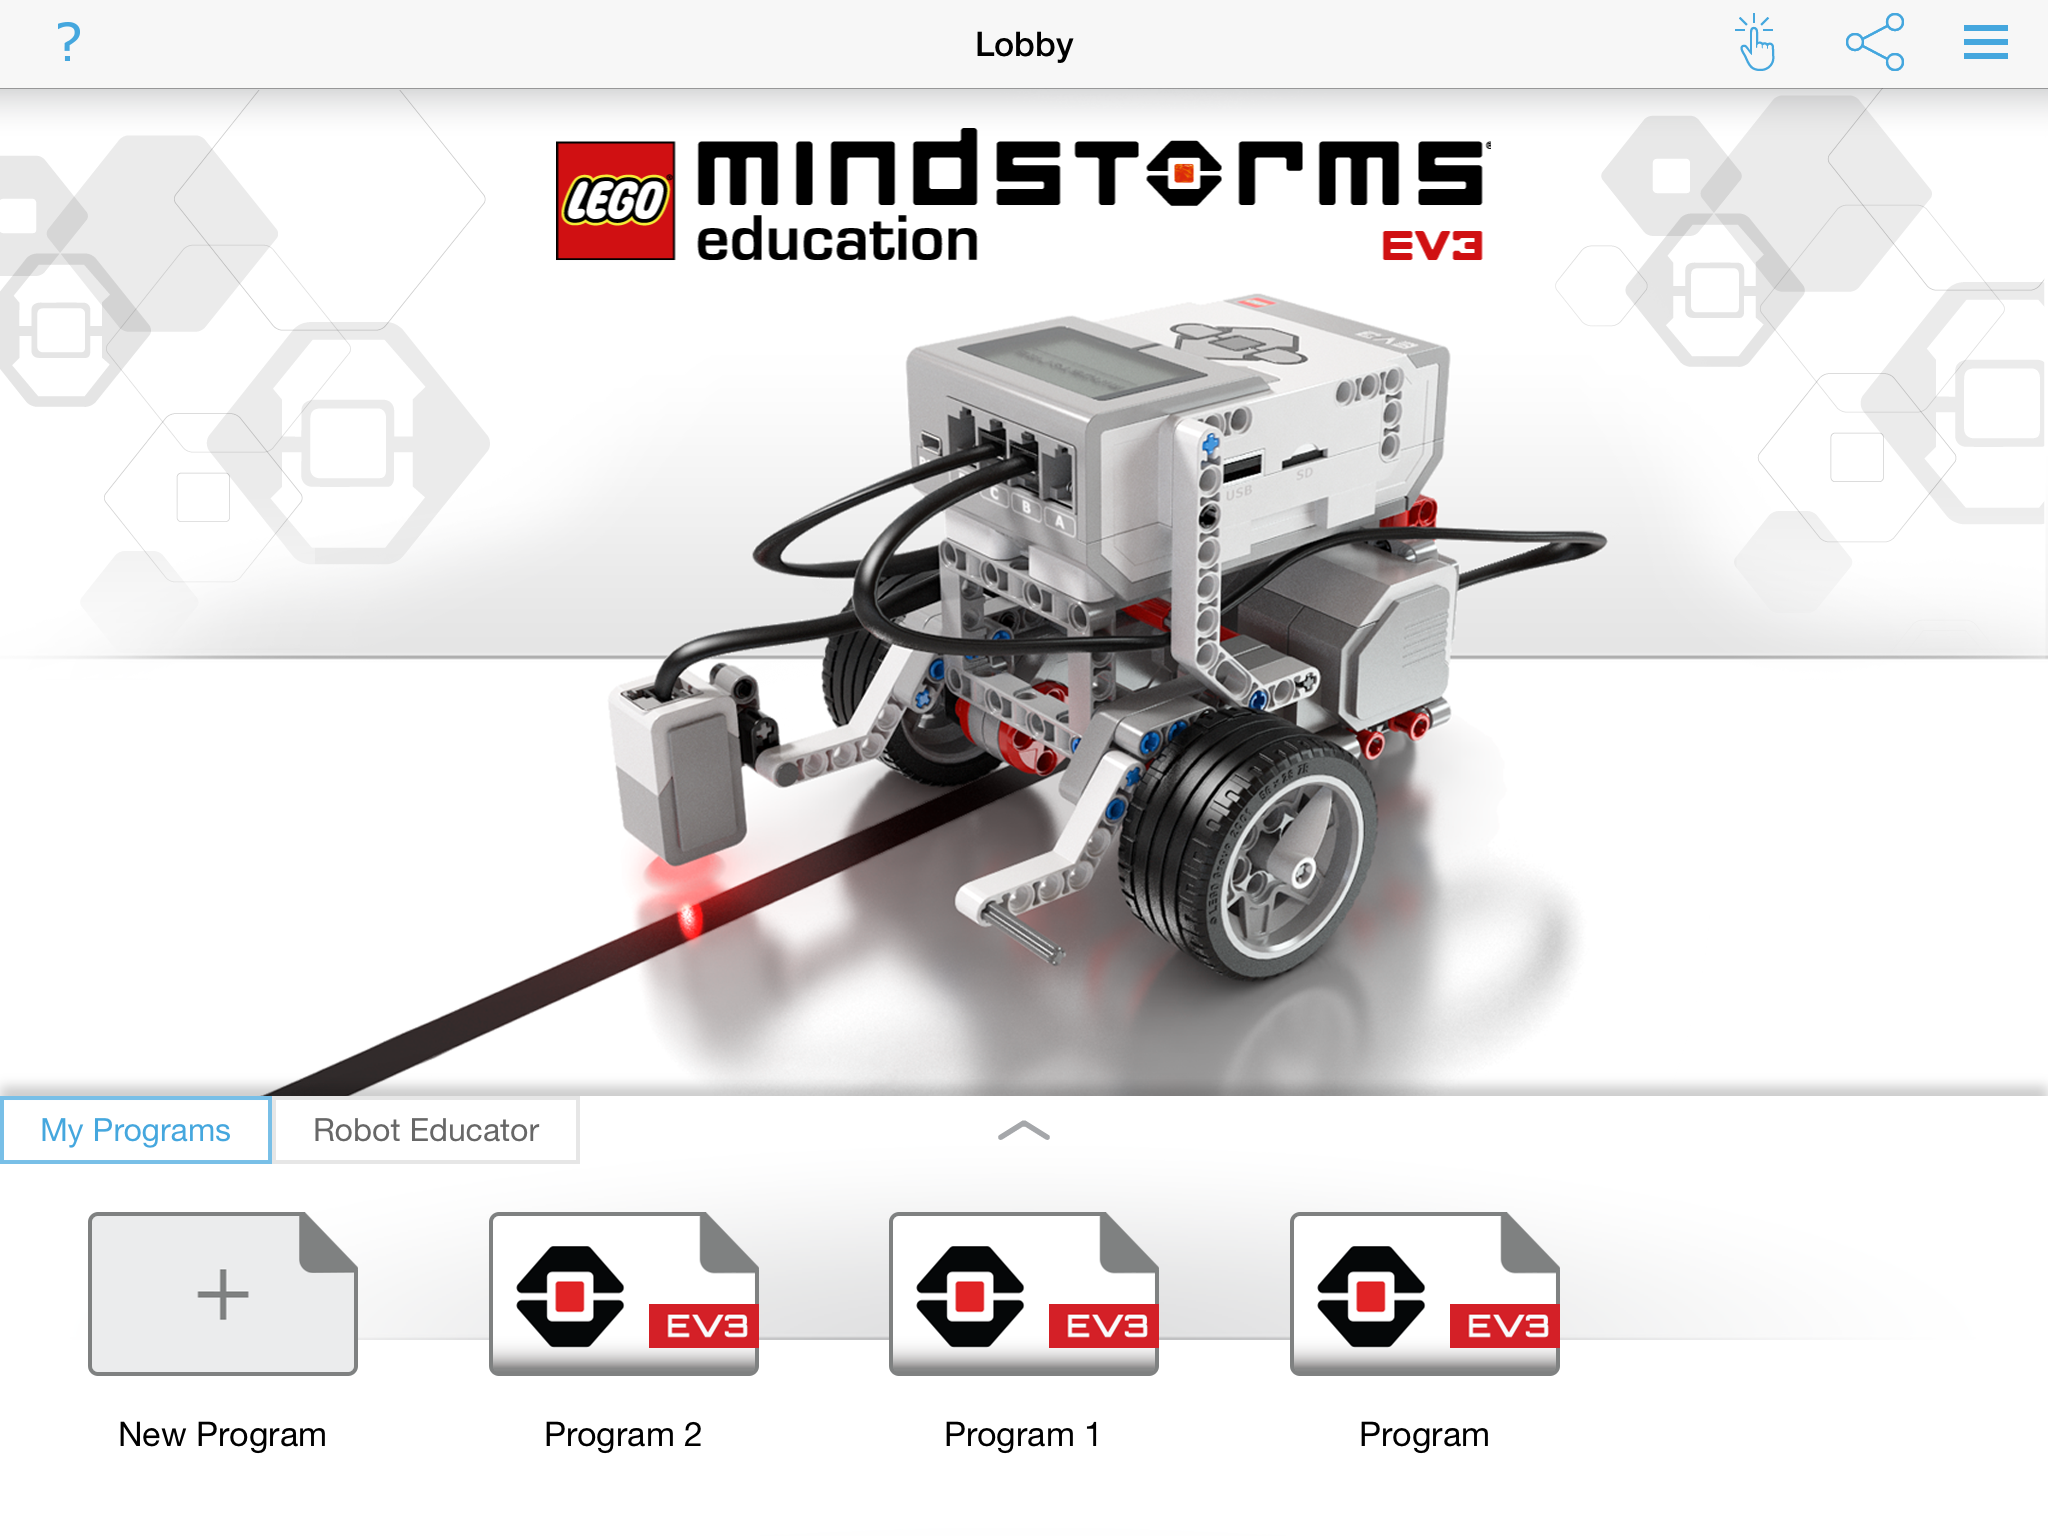 ?
Lobby
LEGO
mindstorms
education
EV3
EV3
USB
SD
C
B
A
My Programs
Robot Educator
EV3
EV3
EV3
New Program
Program 2
Program 1
Program